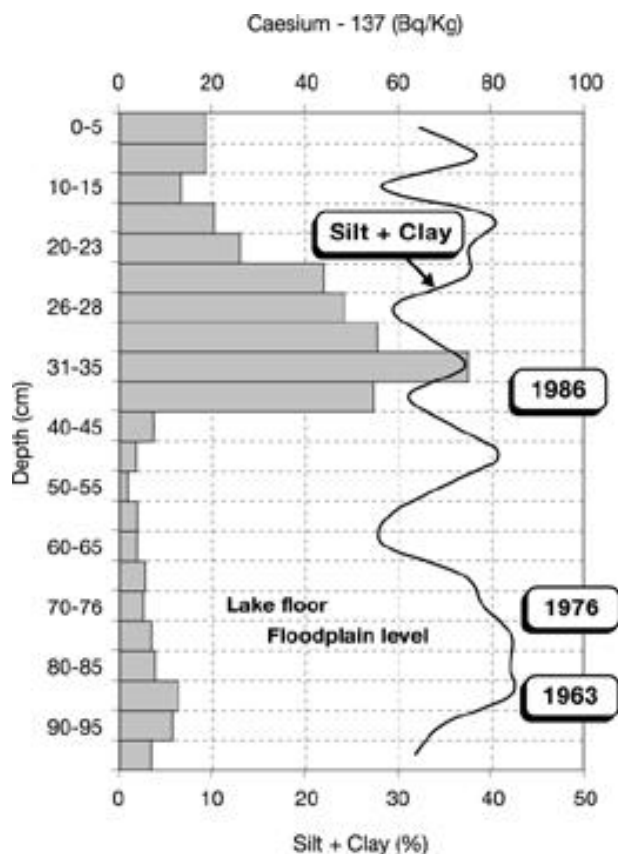 Caesium - 137 (Bq/Kg)
0 20 40 60 80 100
0-5
10-15
Silt + Clay
20-23
26-28
31-35
1986
40-45
Depth (cm)
50-55
60-65
70-76
Lake floor
1976
Floodplain level
80-85
1963
90-95
0 10 20 30 40 50
Silt + Clay (%)